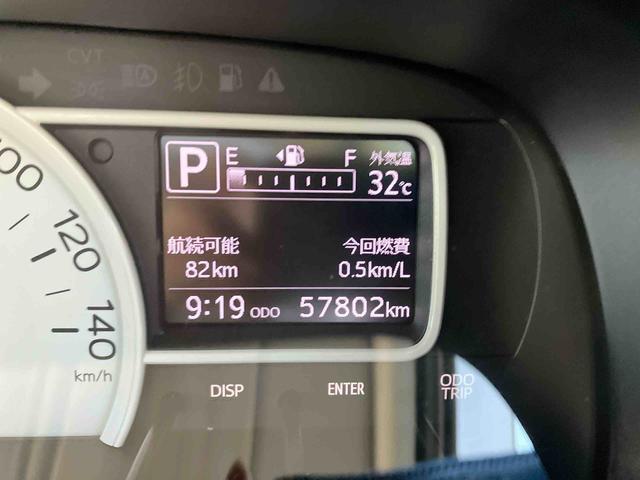 CVT
P E F 外気温
32℃
航続可能 今回燃費
82km 0.5km/L
9:19 ODO 57802km
120
140
km/h
DISP ENTER ODO TRIP